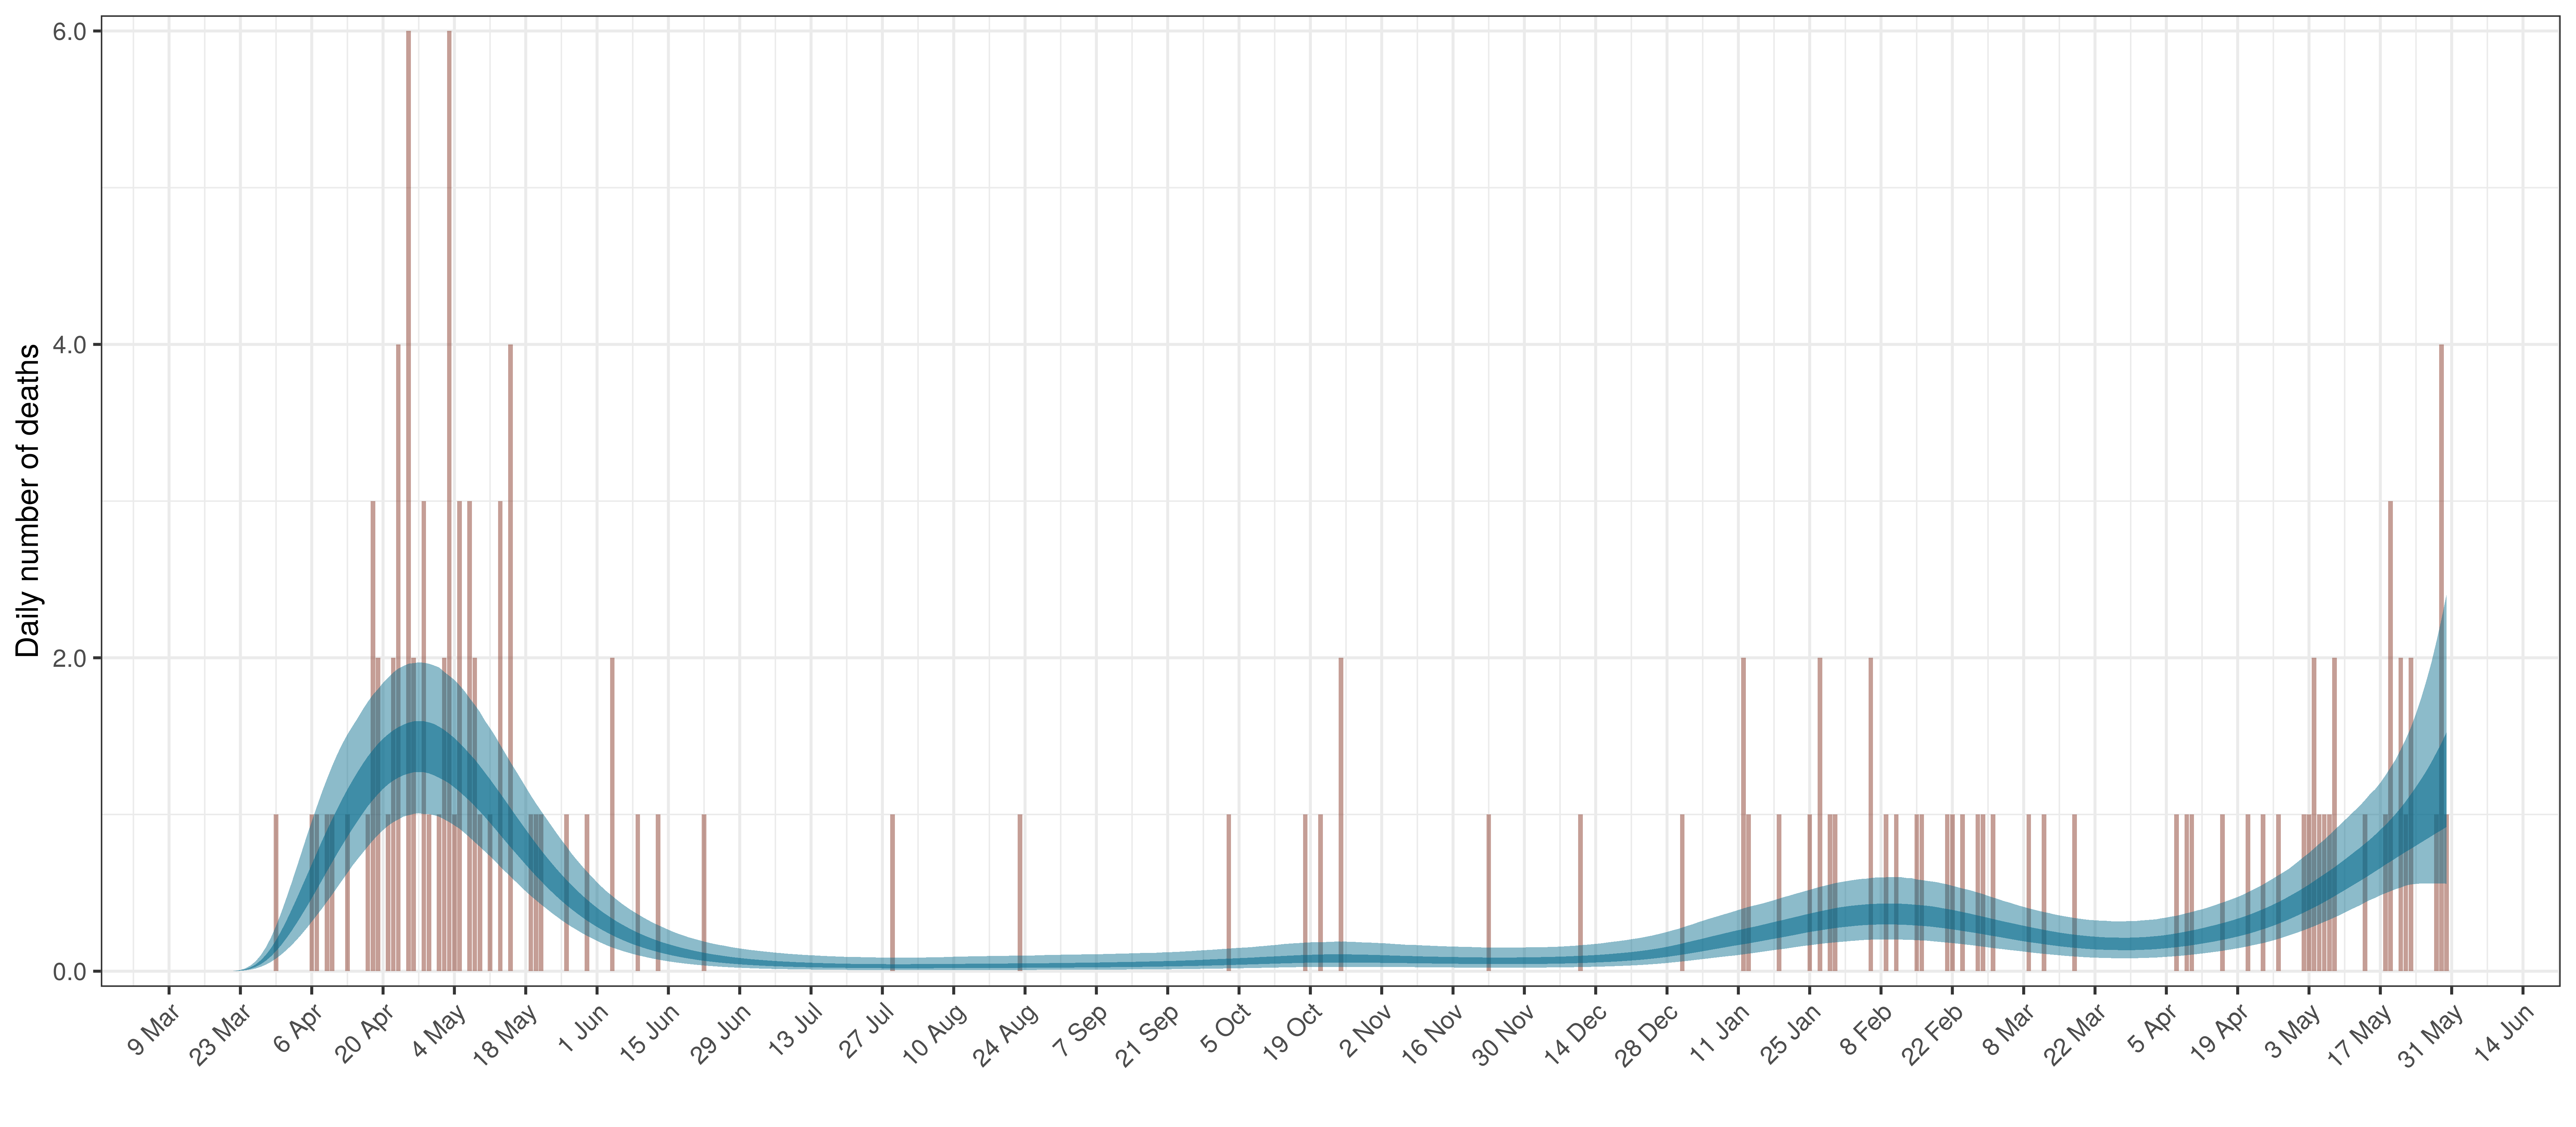 Daily number of deaths
6.0
4.0
2.0
0.0
9 Mar
23 Mar
6 Apr
20 Apr
4 May
18 May
1 Jun
15 Jun
29 Jun
13 Jul
27 Jul
10 Aug
24 Aug
7 Sep
21 Sep
5 Oct
19 Oct
2 Nov
16 Nov
30 Nov
14 Dec
28 Dec
11 Jan
25 Jan
8 Feb
22 Feb
8 Mar
22 Mar
5 Apr
19 Apr
3 May
17 May
31 May
14 Jun